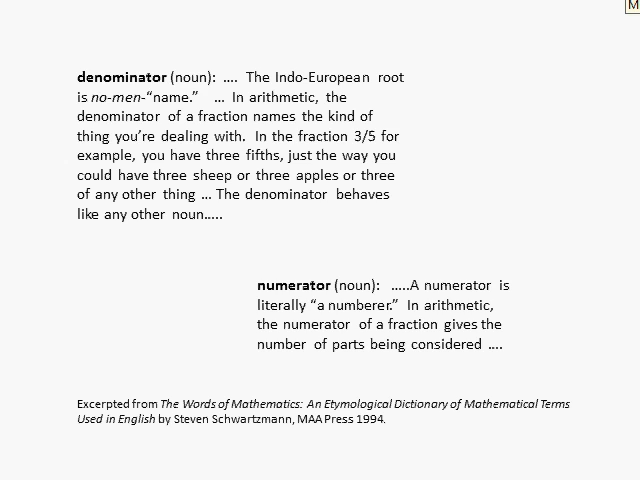 M
denominator (noun): .... The Indo-European root
is no-men-“name.” ... In arithmetic, the
denominator of a fraction names the kind of
thing you’re dealing with. In the fraction 3/5 for
example, you have three fifths, just the way you
could have three sheep or three apples or three
of any other thing ... The denominator behaves
like any other noun.....
numerator (noun): .....A numerator is
literally “a numberer.” In arithmetic,
the numerator of a fraction gives the
number of parts being considered ....
Excerpted from The Words of Mathematics: An Etymological Dictionary of Mathematical Terms
Used in English by Steven Schwartzmann, MAA Press 1994.